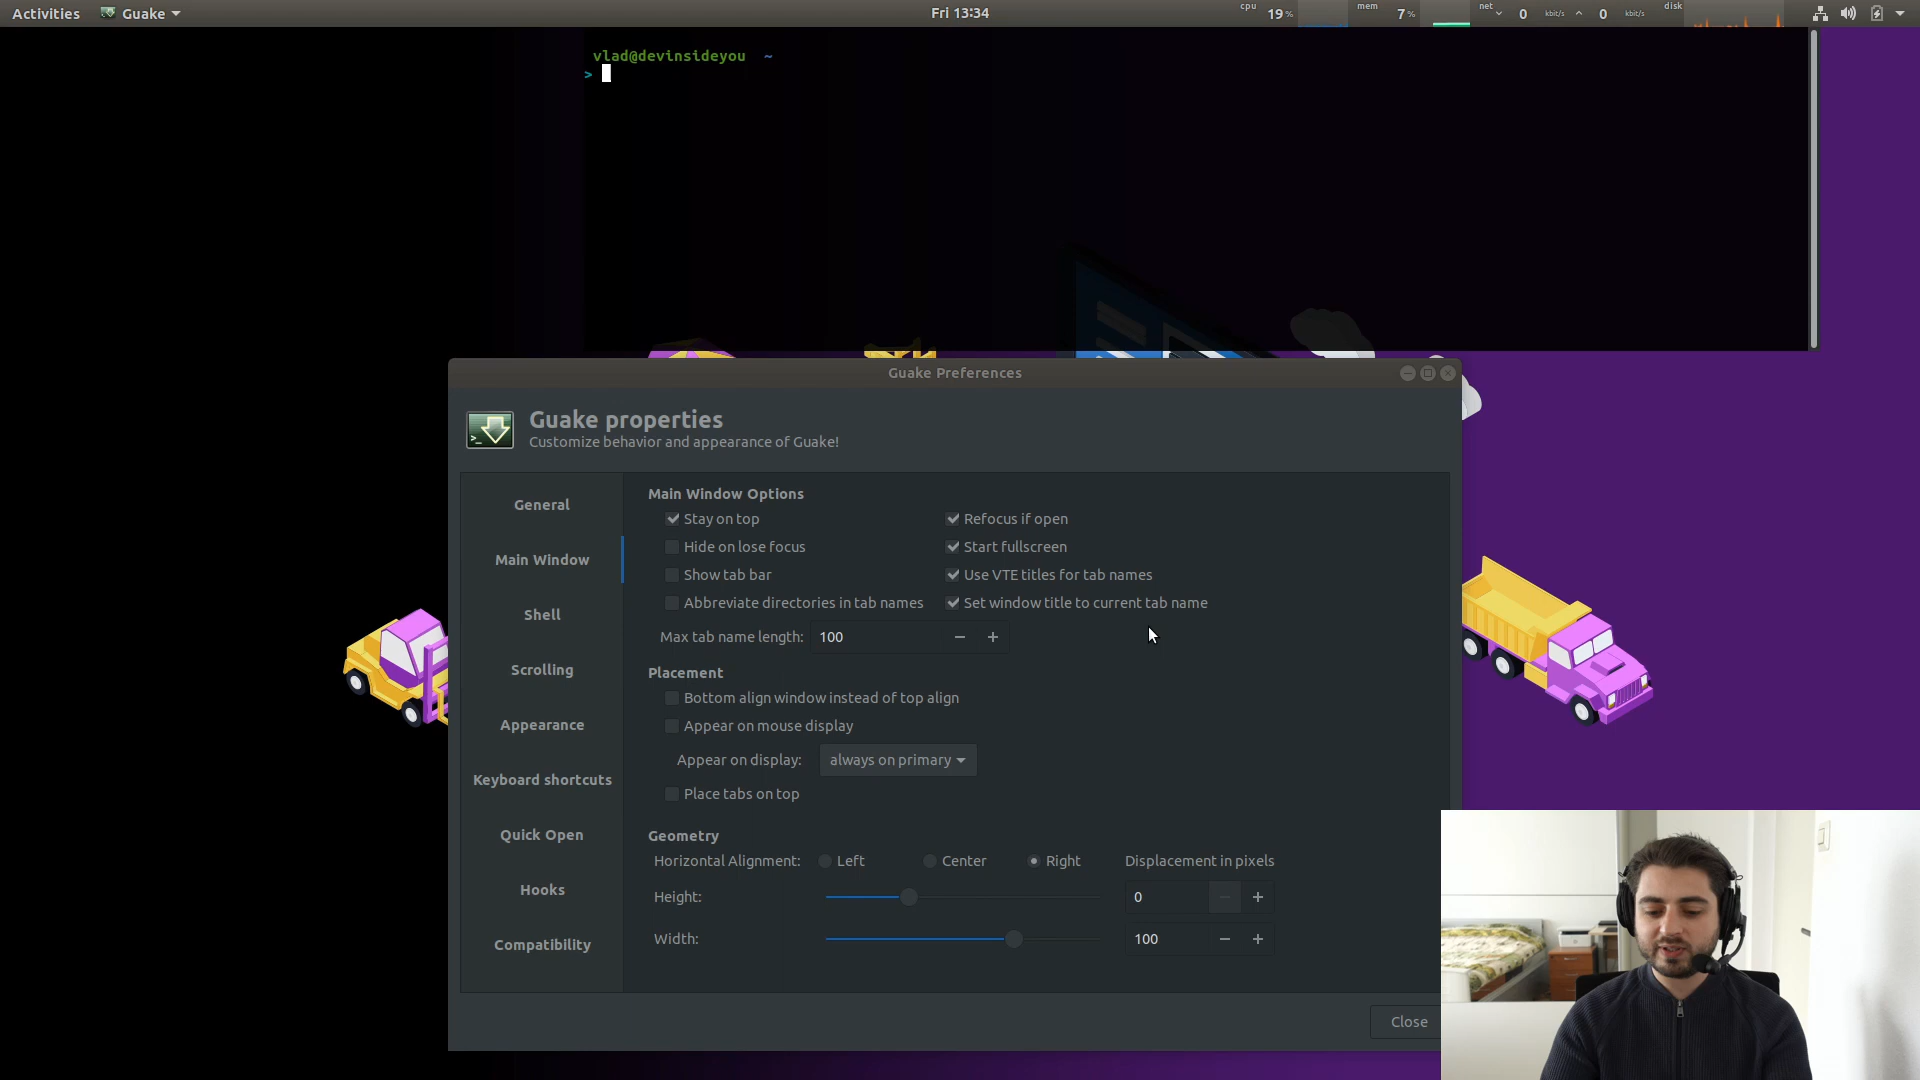 Activities Guake Fri 13:34 cpu 19% mem 7% net 0 kbit/s 0 kbit/s disk
vlad@devinsideyou ~
>
Guake Preferences
Guake properties
Customize behavior and appearance of Guake!
General
Main Window
Shell
Scrolling
Appearance
Keyboard shortcuts
Quick Open
Hooks
Compatibility
Main Window Options
Stay on top Refocus if open
Hide on lose focus Start fullscreen
Show tab bar Use VTE titles for tab names
Abbreviate directories in tab names Set window title to current tab name
Max tab name length: 100 − +
Placement
Bottom align window instead of top align
Appear on mouse display
Appear on display: always on primary
Place tabs on top
Geometry
Horizontal Alignment: Left Center Right Displacement in pixels
Height: 0 − +
Width: 100 − +
Close